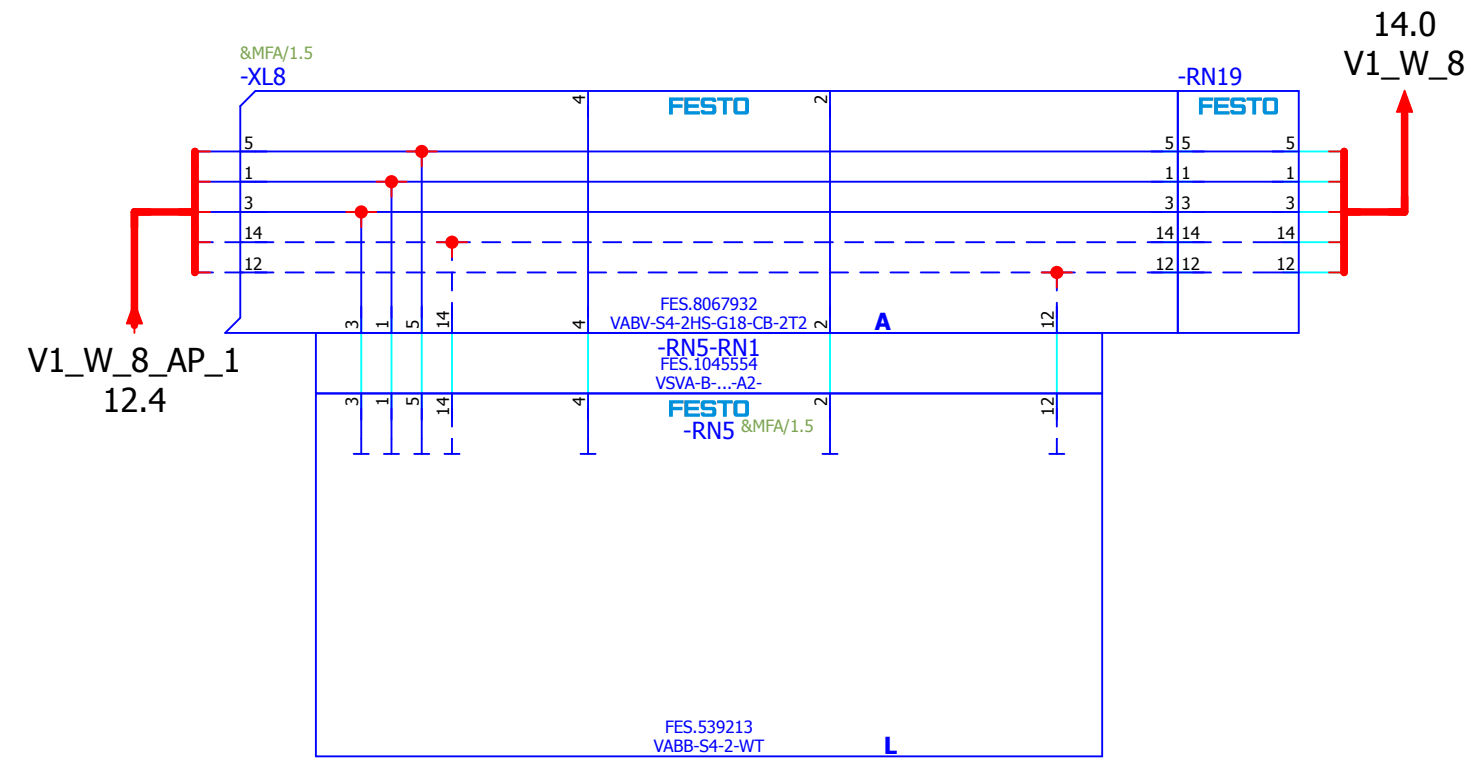 14.0
V1_W_8
&MFA/1.5
-XL8
-RN19
4
FESTO
2
FESTO
5
5
5
5
1
1
1
1
3
3
3
3
14
14
14
14
12
12
12
12
FES.8067932
VABV-S4-2HS-G18-CB-2T2
A
3
1
5
14
4
2
12
V1_W_8_AP_1
12.4
-RN5-RN1
FES.1045554
VSVA-B-...-A2-
3
1
5
14
4
FESTO
2
12
-RN5
&MFA/1.5
FES.539213
VABB-S4-2-WT
L